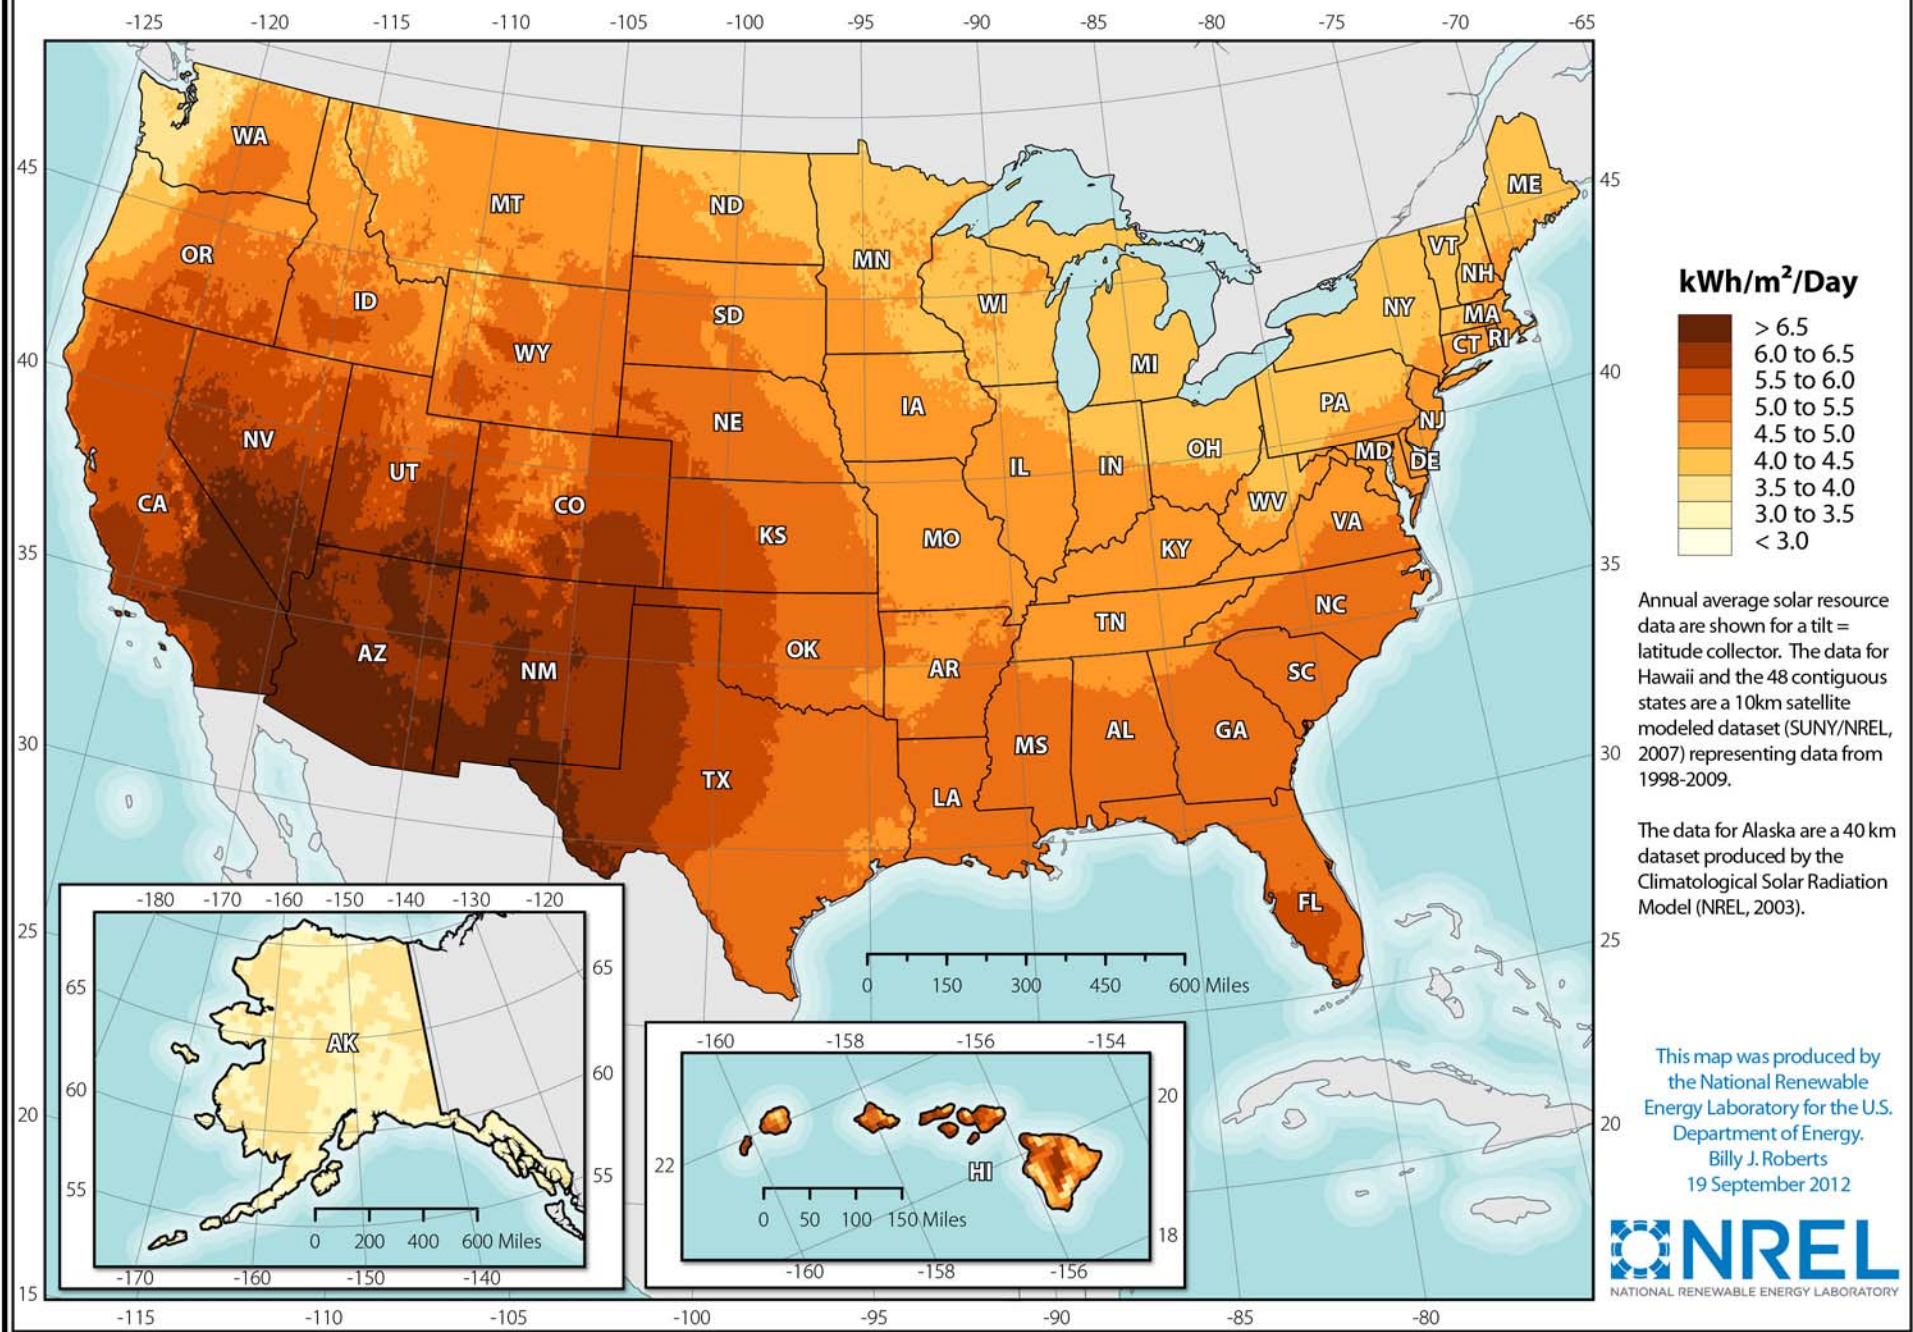 -125 -120 -115 -110 -105 -100 -95 -90 -85 -80 -75 -70 -65
45
40
35
30
25
20
15
WA
OR
CA
NV
ID
MT
WY
UT
CO
AZ
NM
ND
SD
NE
KS
OK
TX
MN
IA
MO
AR
LA
WI
IL
MI
IN
OH
KY
TN
MS
AL
GA
FL
SC
NC
VA
WV
PA
NY
VT
NH
ME
MA
CT RI
NJ
MD DE
45
40
35
30
25
20
0 150 300 450 600 Miles
-180 -170 -160 -150 -140 -130 -120
65
60
55
65
60
55
AK
0 200 400 600 Miles
-170 -160 -150 -140
-160 -158 -156 -154
20
22
18
HI
0 50 100 150 Miles
-160 -158 -156
-115 -110 -105 -100 -95 -90 -85 -80
kWh/m²/Day
> 6.5
6.0 to 6.5
5.5 to 6.0
5.0 to 5.5
4.5 to 5.0
4.0 to 4.5
3.5 to 4.0
3.0 to 3.5
< 3.0
Annual average solar resource
data are shown for a tilt =
latitude collector. The data for
Hawaii and the 48 contiguous
states are a 10km satellite
modeled dataset (SUNY/NREL,
2007) representing data from
1998-2009.
The data for Alaska are a 40 km
dataset produced by the
Climatological Solar Radiation
Model (NREL, 2003).
This map was produced by
the National Renewable
Energy Laboratory for the U.S.
Department of Energy.
Billy J. Roberts
19 September 2012
NREL
NATIONAL RENEWABLE ENERGY LABORATORY